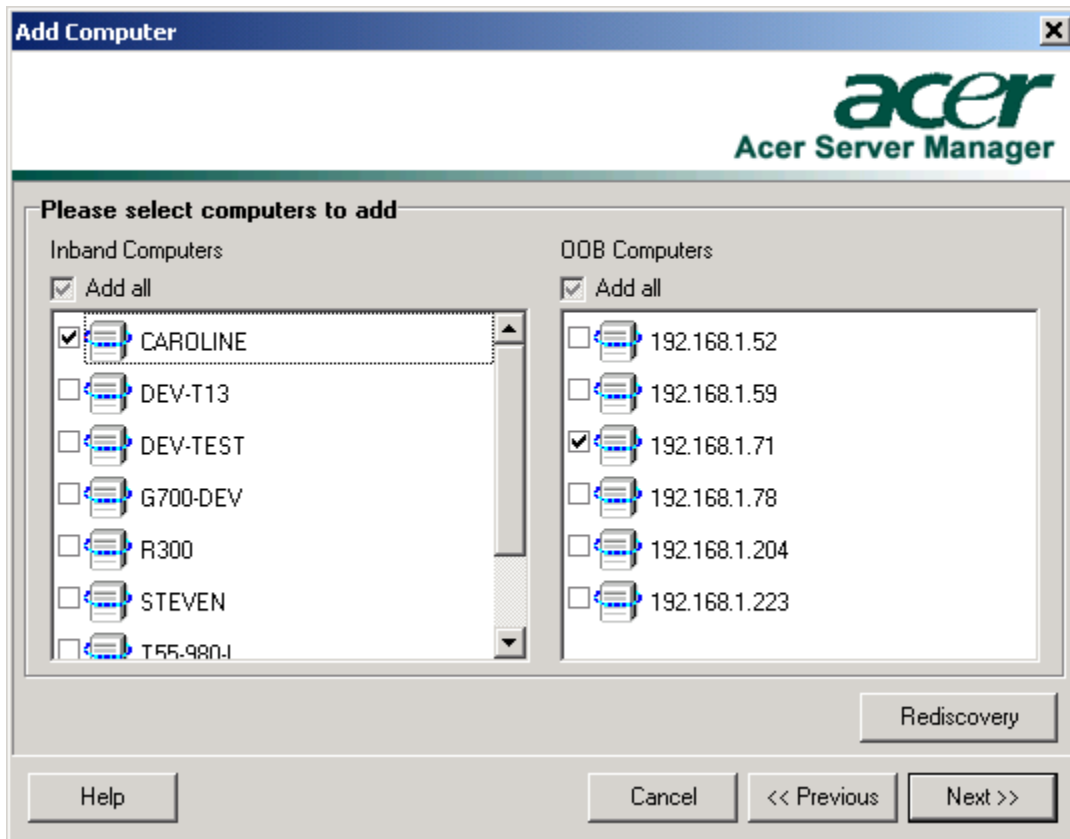 Add Computer
acer
Acer Server Manager
Please select computers to add
Inband Computers
Add all
CAROLINE
DEV-T13
DEV-TEST
G700-DEV
R300
STEVEN
OOB Computers
Add all
192.168.1.52
192.168.1.59
192.168.1.71
192.168.1.78
192.168.1.204
192.168.1.223
Rediscovery
Help
Cancel
<< Previous
Next >>